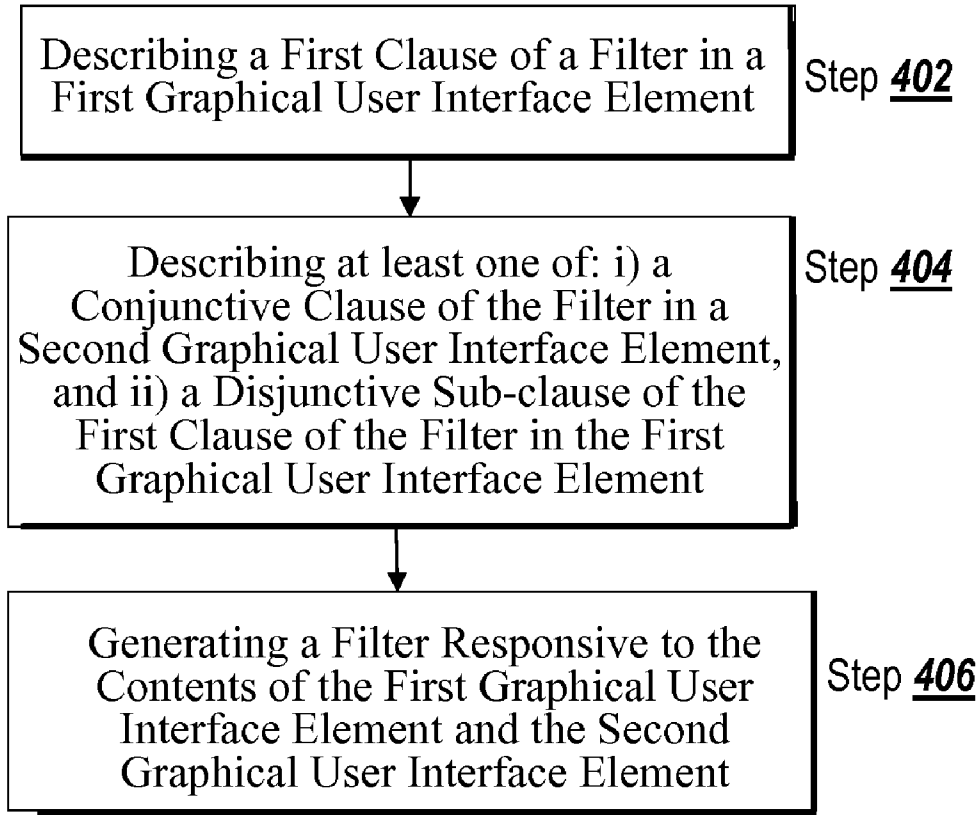 Describing a First Clause of a Filter in a
First Graphical User Interface Element
Step 402
Describing at least one of: i) a
Conjunctive Clause of the Filter in a
Second Graphical User Interface Element,
and ii) a Disjunctive Sub-clause of the
First Clause of the Filter in the First
Graphical User Interface Element
Step 404
Generating a Filter Responsive to the
Contents of the First Graphical User
Interface Element and the Second
Graphical User Interface Element
Step 406